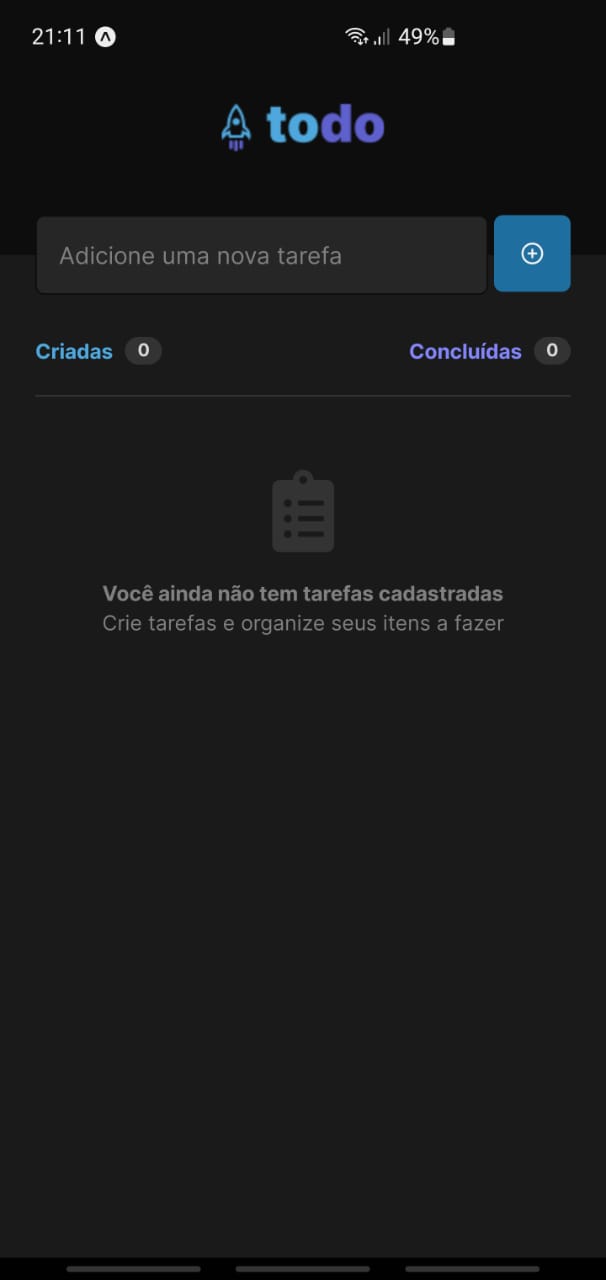 21:11 49%
todo
Adicione uma nova tarefa
Criadas 0 Concluídas 0
Você ainda não tem tarefas cadastradas
Crie tarefas e organize seus itens a fazer